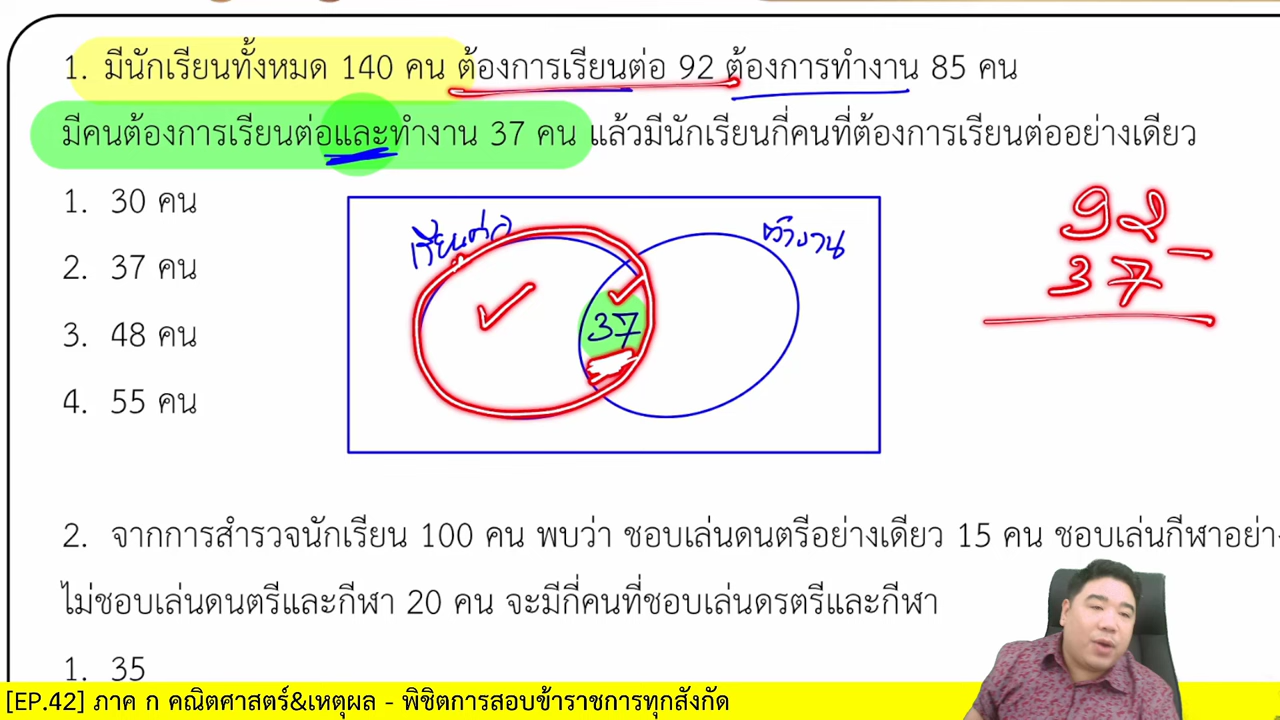 1. มีนักเรียนทั้งหมด 140 คน ต้องการเรียนต่อ 92 ต้องการทำงาน 85 คน
มีคนต้องการเรียนต่อและทำงาน 37 คน แล้วมีนักเรียนกี่คนที่ต้องการเรียนต่ออย่างเดียว
1. 30 คน
2. 37 คน
3. 48 คน
4. 55 คน
เรียนต่อ
ทำงาน
37
92
37 -
2. จากการสำรวจนักเรียน 100 คน พบว่า ชอบเล่นดนตรีอย่างเดียว 15 คน ชอบเล่นกีฬาอย่าง
ไม่ชอบเล่นดนตรีและกีฬา 20 คน จะมีกี่คนที่ชอบเล่นดรตรีและกีฬา
1. 35
[EP.42] ภาค ก คณิตศาสตร์&เหตุผล - พิชิตการสอบข้าราชการทุกสังกัด